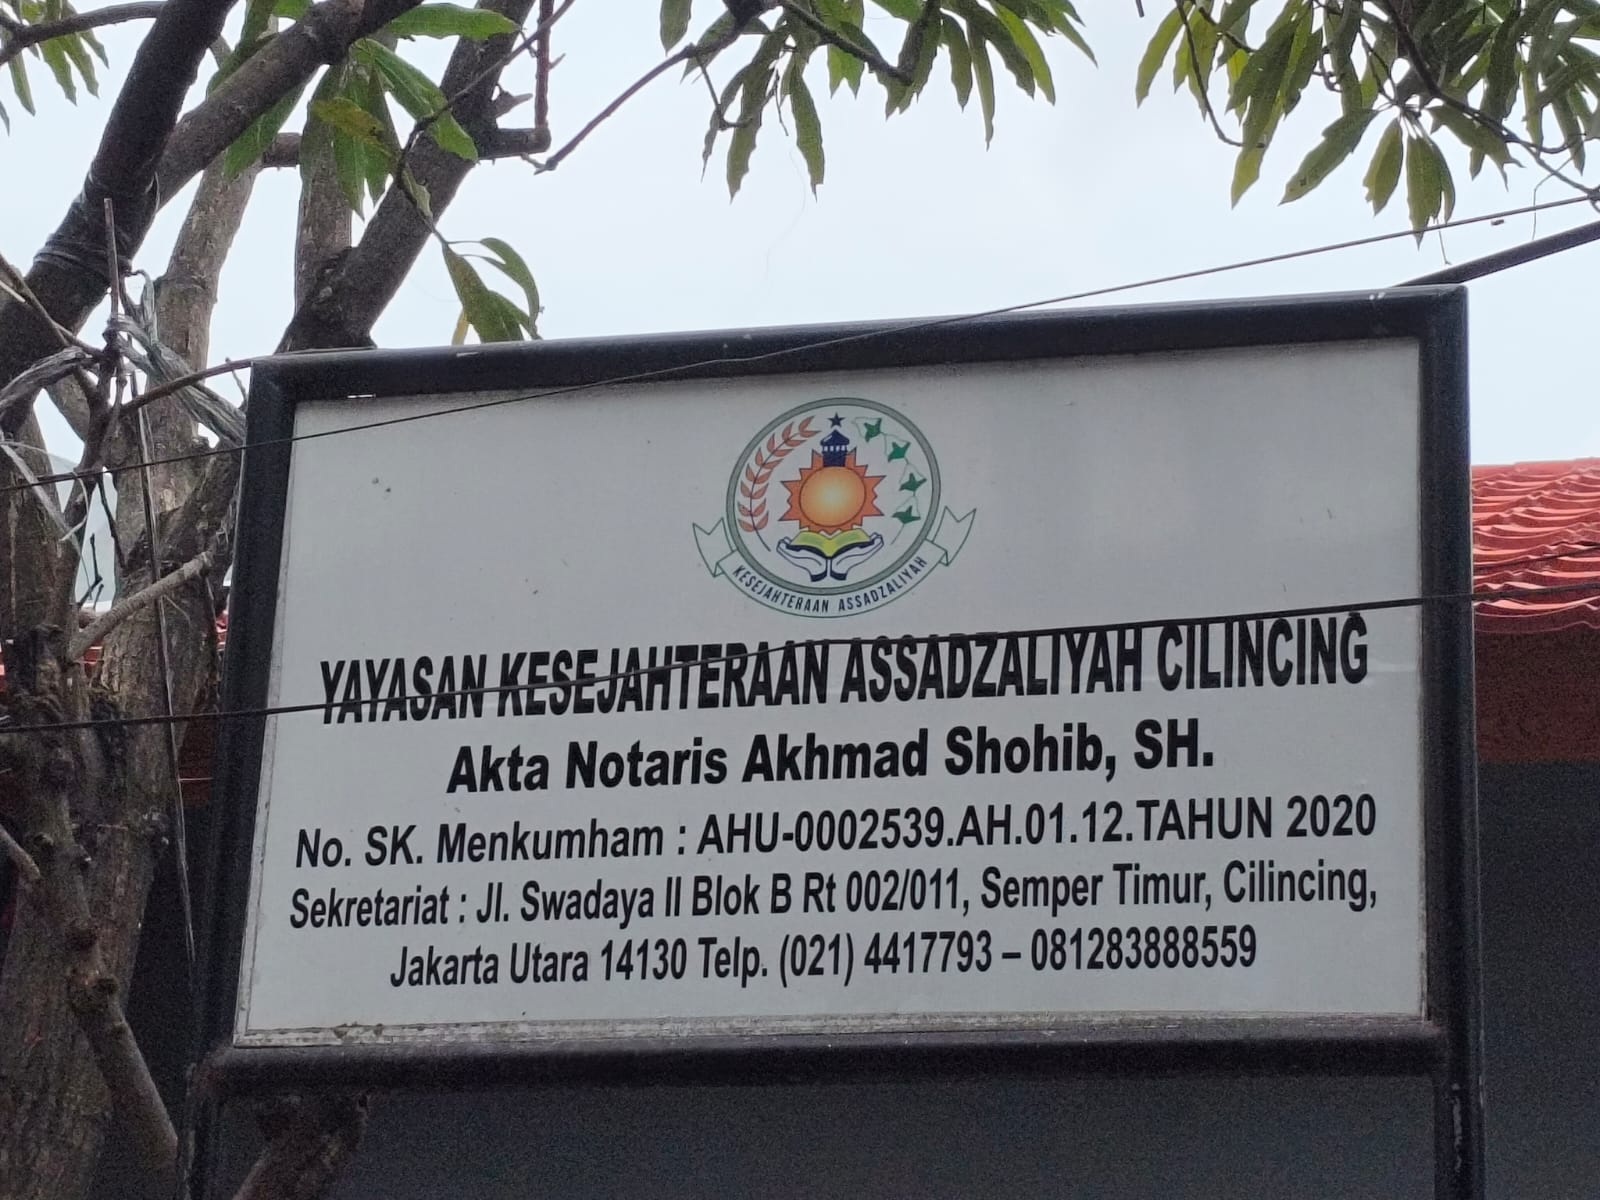 KESEJAHTERAAN ASSADZALIYAH
YAYASAN KESEJAHTERAAN ASSADZALIYAH CILINCING
Akta Notaris Akhmad Shohib, SH.
No. SK. Menkumham : AHU-0002539.AH.01.12.TAHUN 2020
Sekretariat : Jl. Swadaya II Blok B Rt 002/011, Semper Timur, Cilincing,
Jakarta Utara 14130 Telp. (021) 4417793 – 081283888559